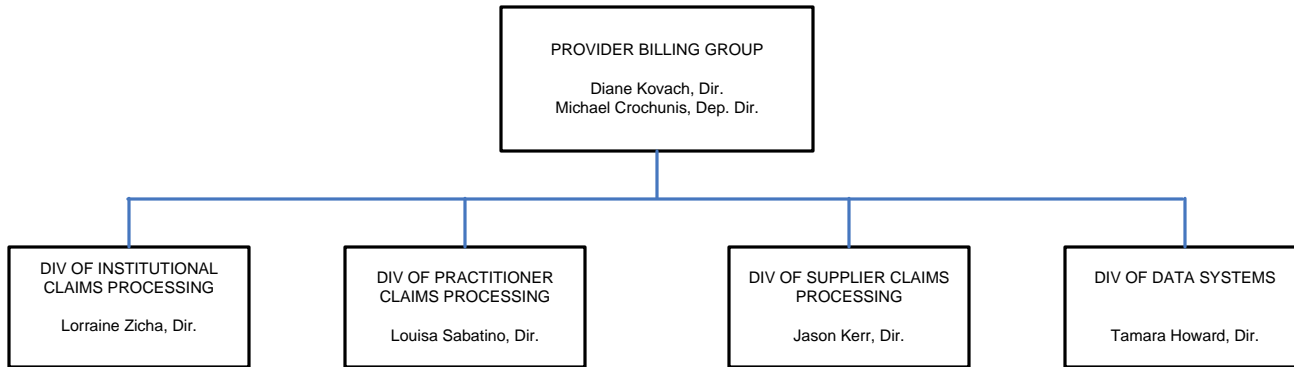 PROVIDER BILLING GROUP
Diane Kovach, Dir.
Michael Crochunis, Dep. Dir.
DIV OF INSTITUTIONAL
CLAIMS PROCESSING
Lorraine Zicha, Dir.
DIV OF PRACTITIONER
CLAIMS PROCESSING
Louisa Sabatino, Dir.
DIV OF SUPPLIER CLAIMS
PROCESSING
Jason Kerr, Dir.
DIV OF DATA SYSTEMS
Tamara Howard, Dir.